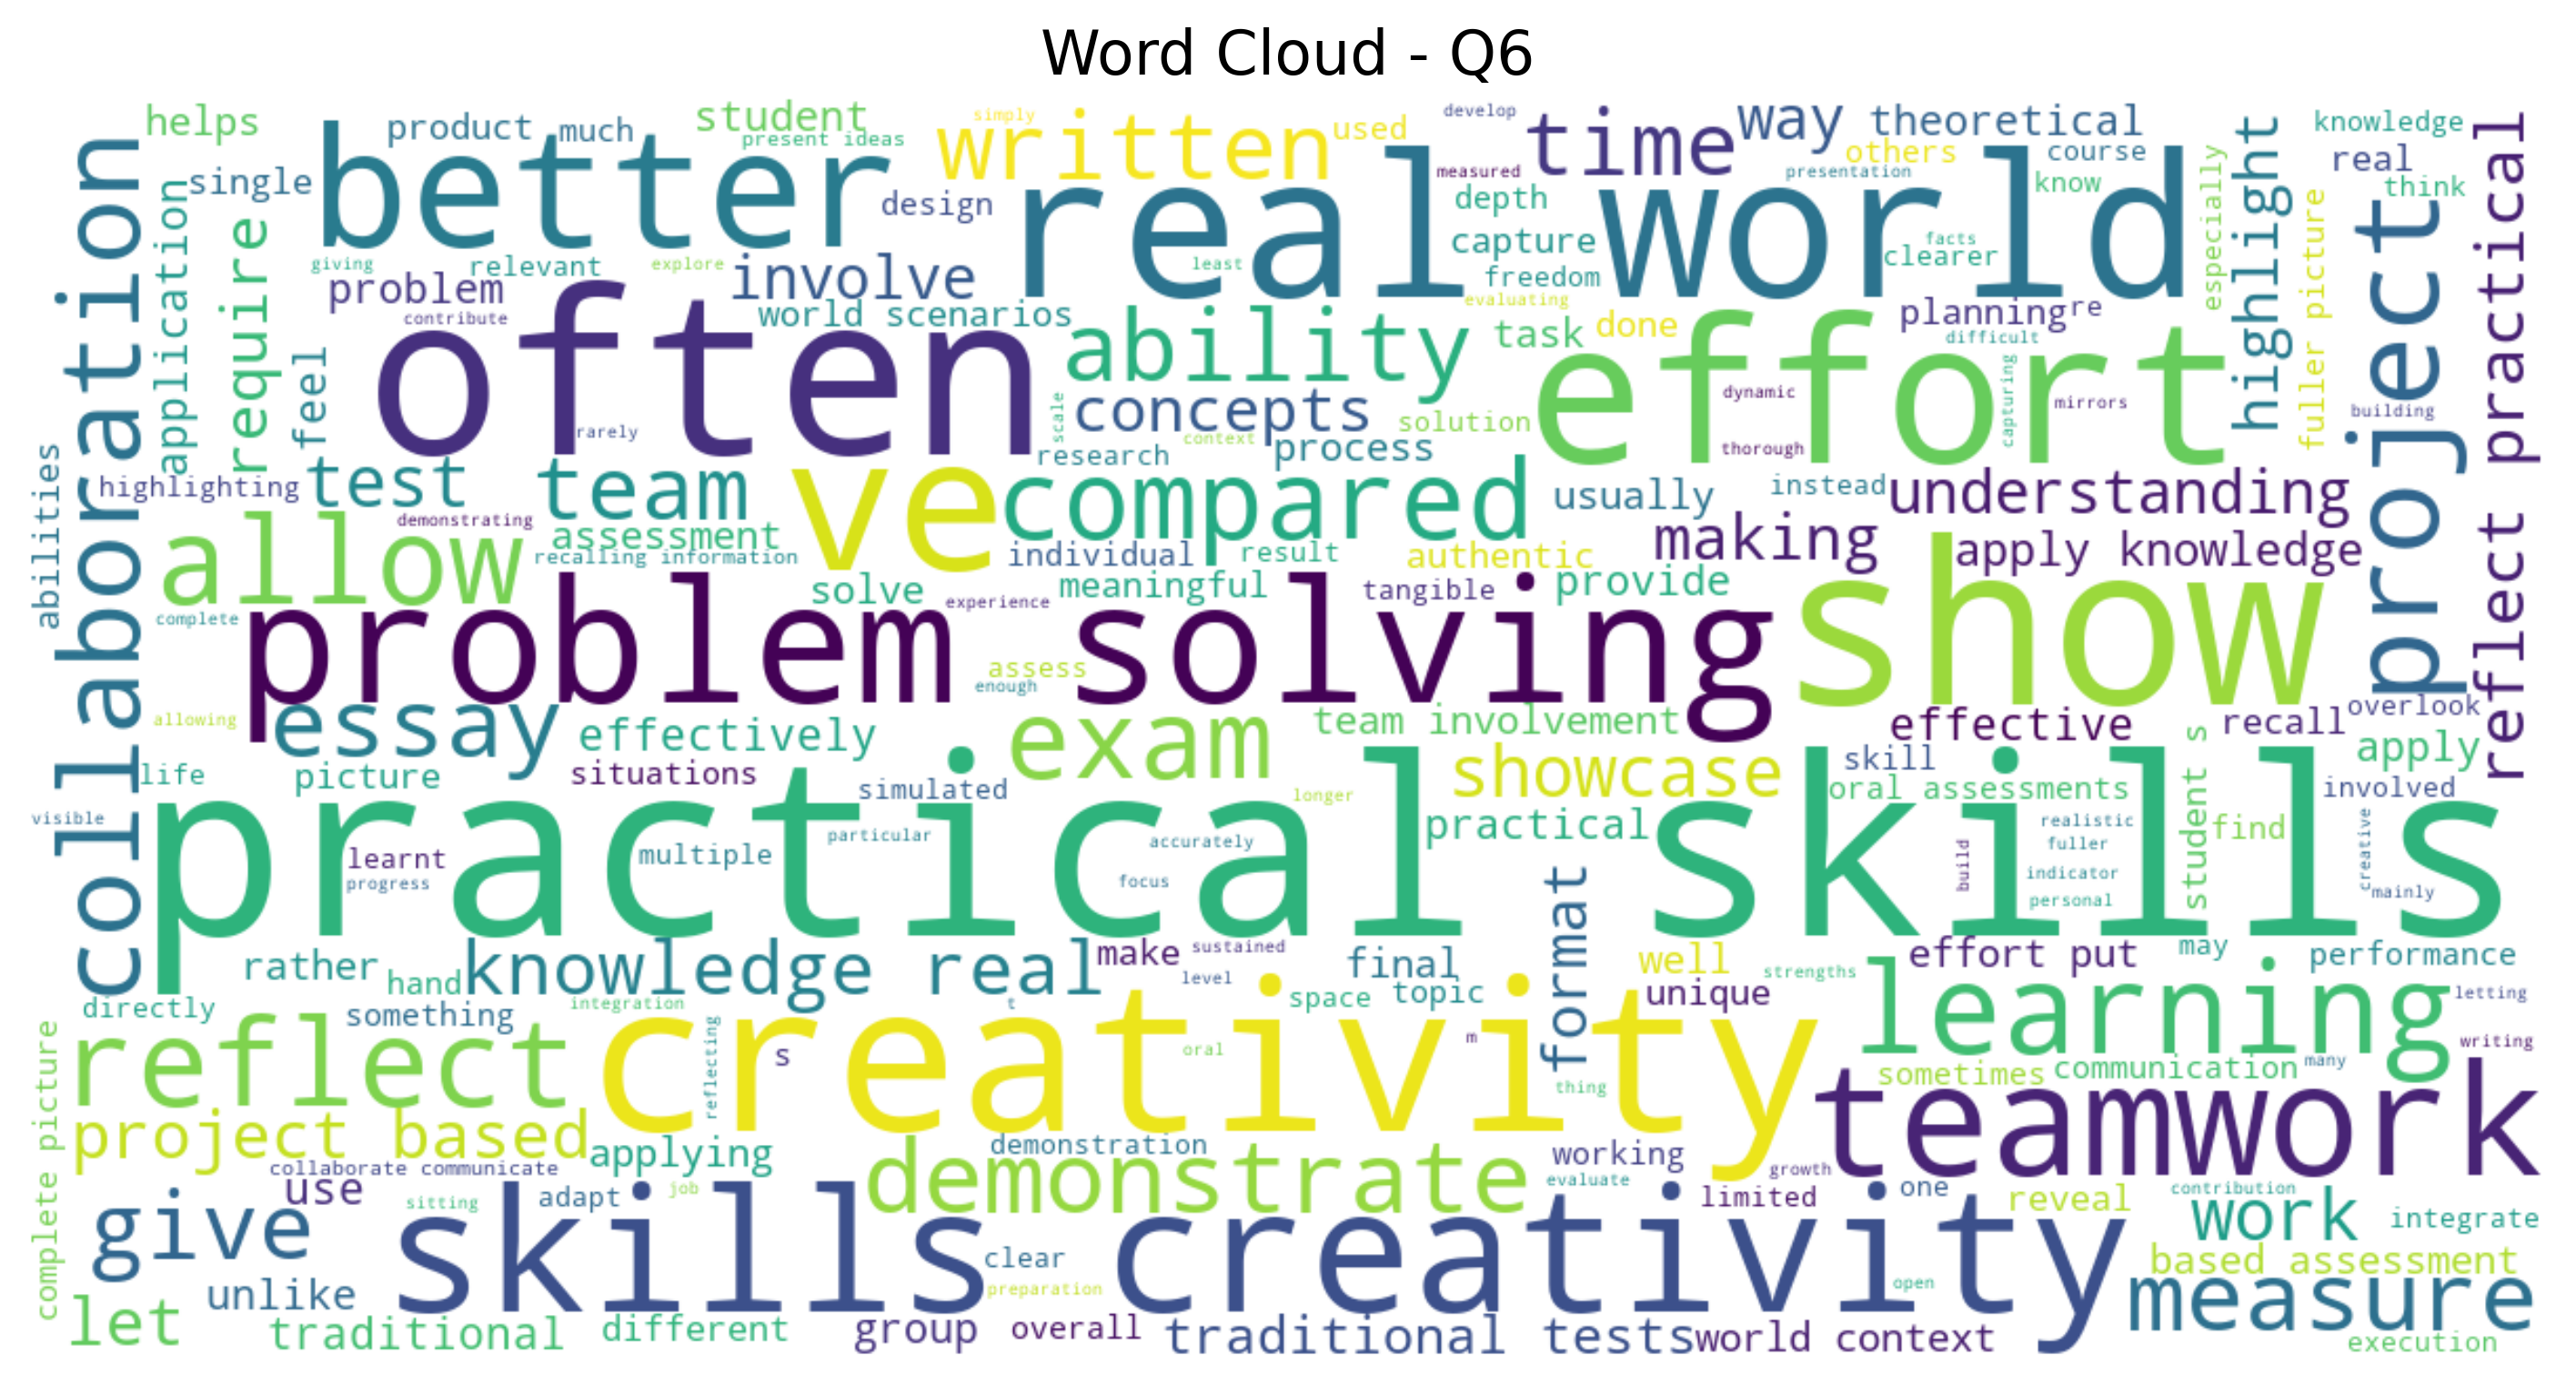 Word Cloud - Q6
helps
product
much
student
present ideas
simply
written
used
develop
time
way
theoretical
knowledge
single
better
design
real world
measured
others
presentation
course
know
real
think
collaboration
application
require
giving
relevant
explore
involve
least
depth
capture
freedom
evaluating
facts
clearer
especially
highlight
fuller picture
project
reflect practical
problem
contribute
world scenarios
ability
task
done
planning
re
difficult
feel
often
rarely
scale
concepts
context
research
process
solution
effort
dynamic
thorough
capturing
mirrors
building
abilities
highlighting
test
team
ve
compared
usually
instead
understanding
demonstrating
assessment
recalling information
individual
result
authentic
making
apply knowledge
allow
complete
solve
experience
meaningful
tangible
provide
problem solving
show
assess
enough
allowing
essay
effectively
exam
team involvement
effective
recall
overlook
life
picture
situations
simulated
longer
showcase
skill
oral assessments
student s
apply
involved
visible
practical skills
learnt
progress
multiple
particular
accurately
focus
practical
format
build
realistic
fuller
indicator
personal
find
creative
mainly
rather
hand
knowledge real
make
sustained
level
final
space
topic
well
unique
strengths
effort put
may
performance
directly
something
integration
t
learning
letting
writing
complete picture
reflect
creativity
reflecting
s
oral
m
thing
sometimes
communication
many
teamwork
project based
collaborate communicate
applying
demonstration
demonstrate
working
evaluate
growth
use
give
sitting
adapt
job
skills creativity
limited
one
reveal
contribution
work
integrate
clear
preparation
open
based assessment
measure
unlike
let
traditional
different
group
overall
traditional tests
world context
execution